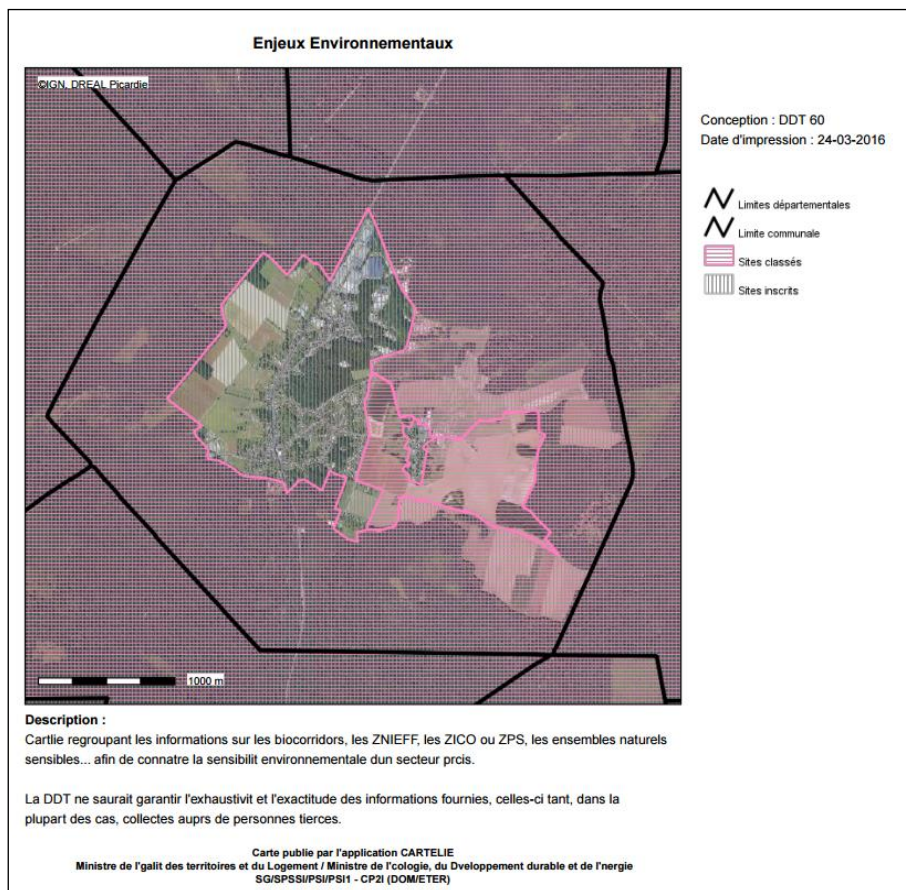 Enjeux Environnementaux
©IGN, DREAL Picardie
Conception : DDT 60
Date d'impression : 24-03-2016
Limites départementales
Limite communale
Sites classés
Sites inscrits
1000 m
Description :
Cartlie regroupant les informations sur les biocorridors, les ZNIEFF, les ZICO ou ZPS, les ensembles naturels
sensibles... afin de connatre la sensibilit environnementale dun secteur prcis.
La DDT ne saurait garantir l'exhaustivit et l'exactitude des informations fournies, celles-ci tant, dans la
plupart des cas, collectes auprs de personnes tierces.
Carte publie par l'application CARTELIE
Ministre de l'galit des territoires et du Logement / Ministre de l'cologie, du Dveloppement durable et de l'nergie
SG/SPSSI/PSI/PSI1 - CP2I (DOM/ETER)